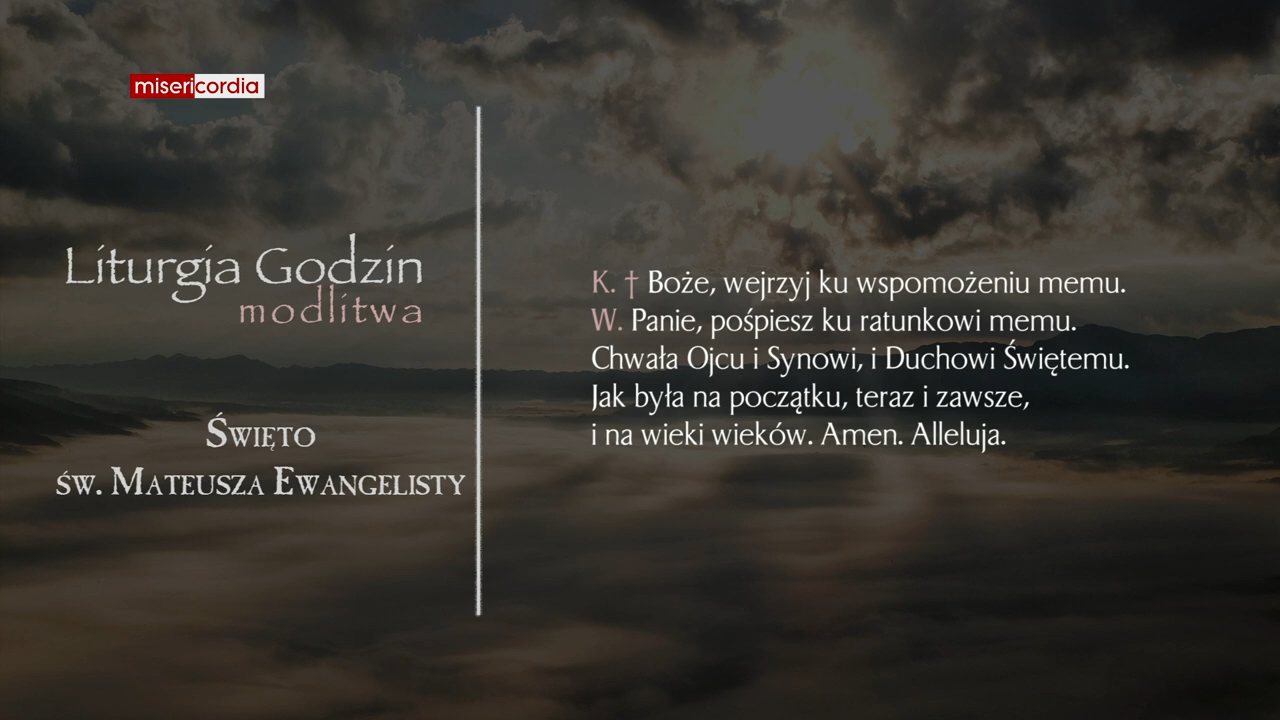 misericordia
Liturgia Godzin
modlitwa
Święto
św. Mateusza Ewangelisty
K. † Boże, wejrzyj ku wspomożeniu memu.
W. Panie, pośpiesz ku ratunkowi memu.
Chwała Ojcu i Synowi, i Duchowi Świętemu.
Jak była na początku, teraz i zawsze,
i na wieki wieków. Amen. Alleluja.